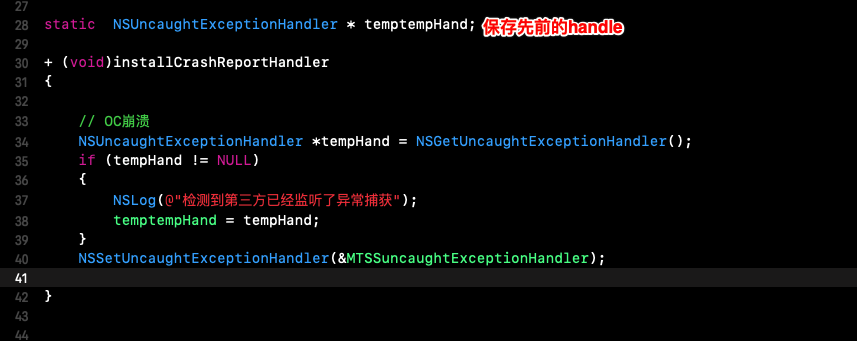 27
28 static  NSUncaughtExceptionHandler * temptempHand; 保存先前的handle
29
30 + (void)installCrashReportHandler
31 {
32
33     // OC崩溃
34     NSUncaughtExceptionHandler *tempHand = NSGetUncaughtExceptionHandler();
35     if (tempHand != NULL)
36     {
37         NSLog(@"检测到第三方已经监听了异常捕获");
38         temptempHand = tempHand;
39     }
40     NSSetUncaughtExceptionHandler(&MTSSuncaughtExceptionHandler);
41
42 }
43
44